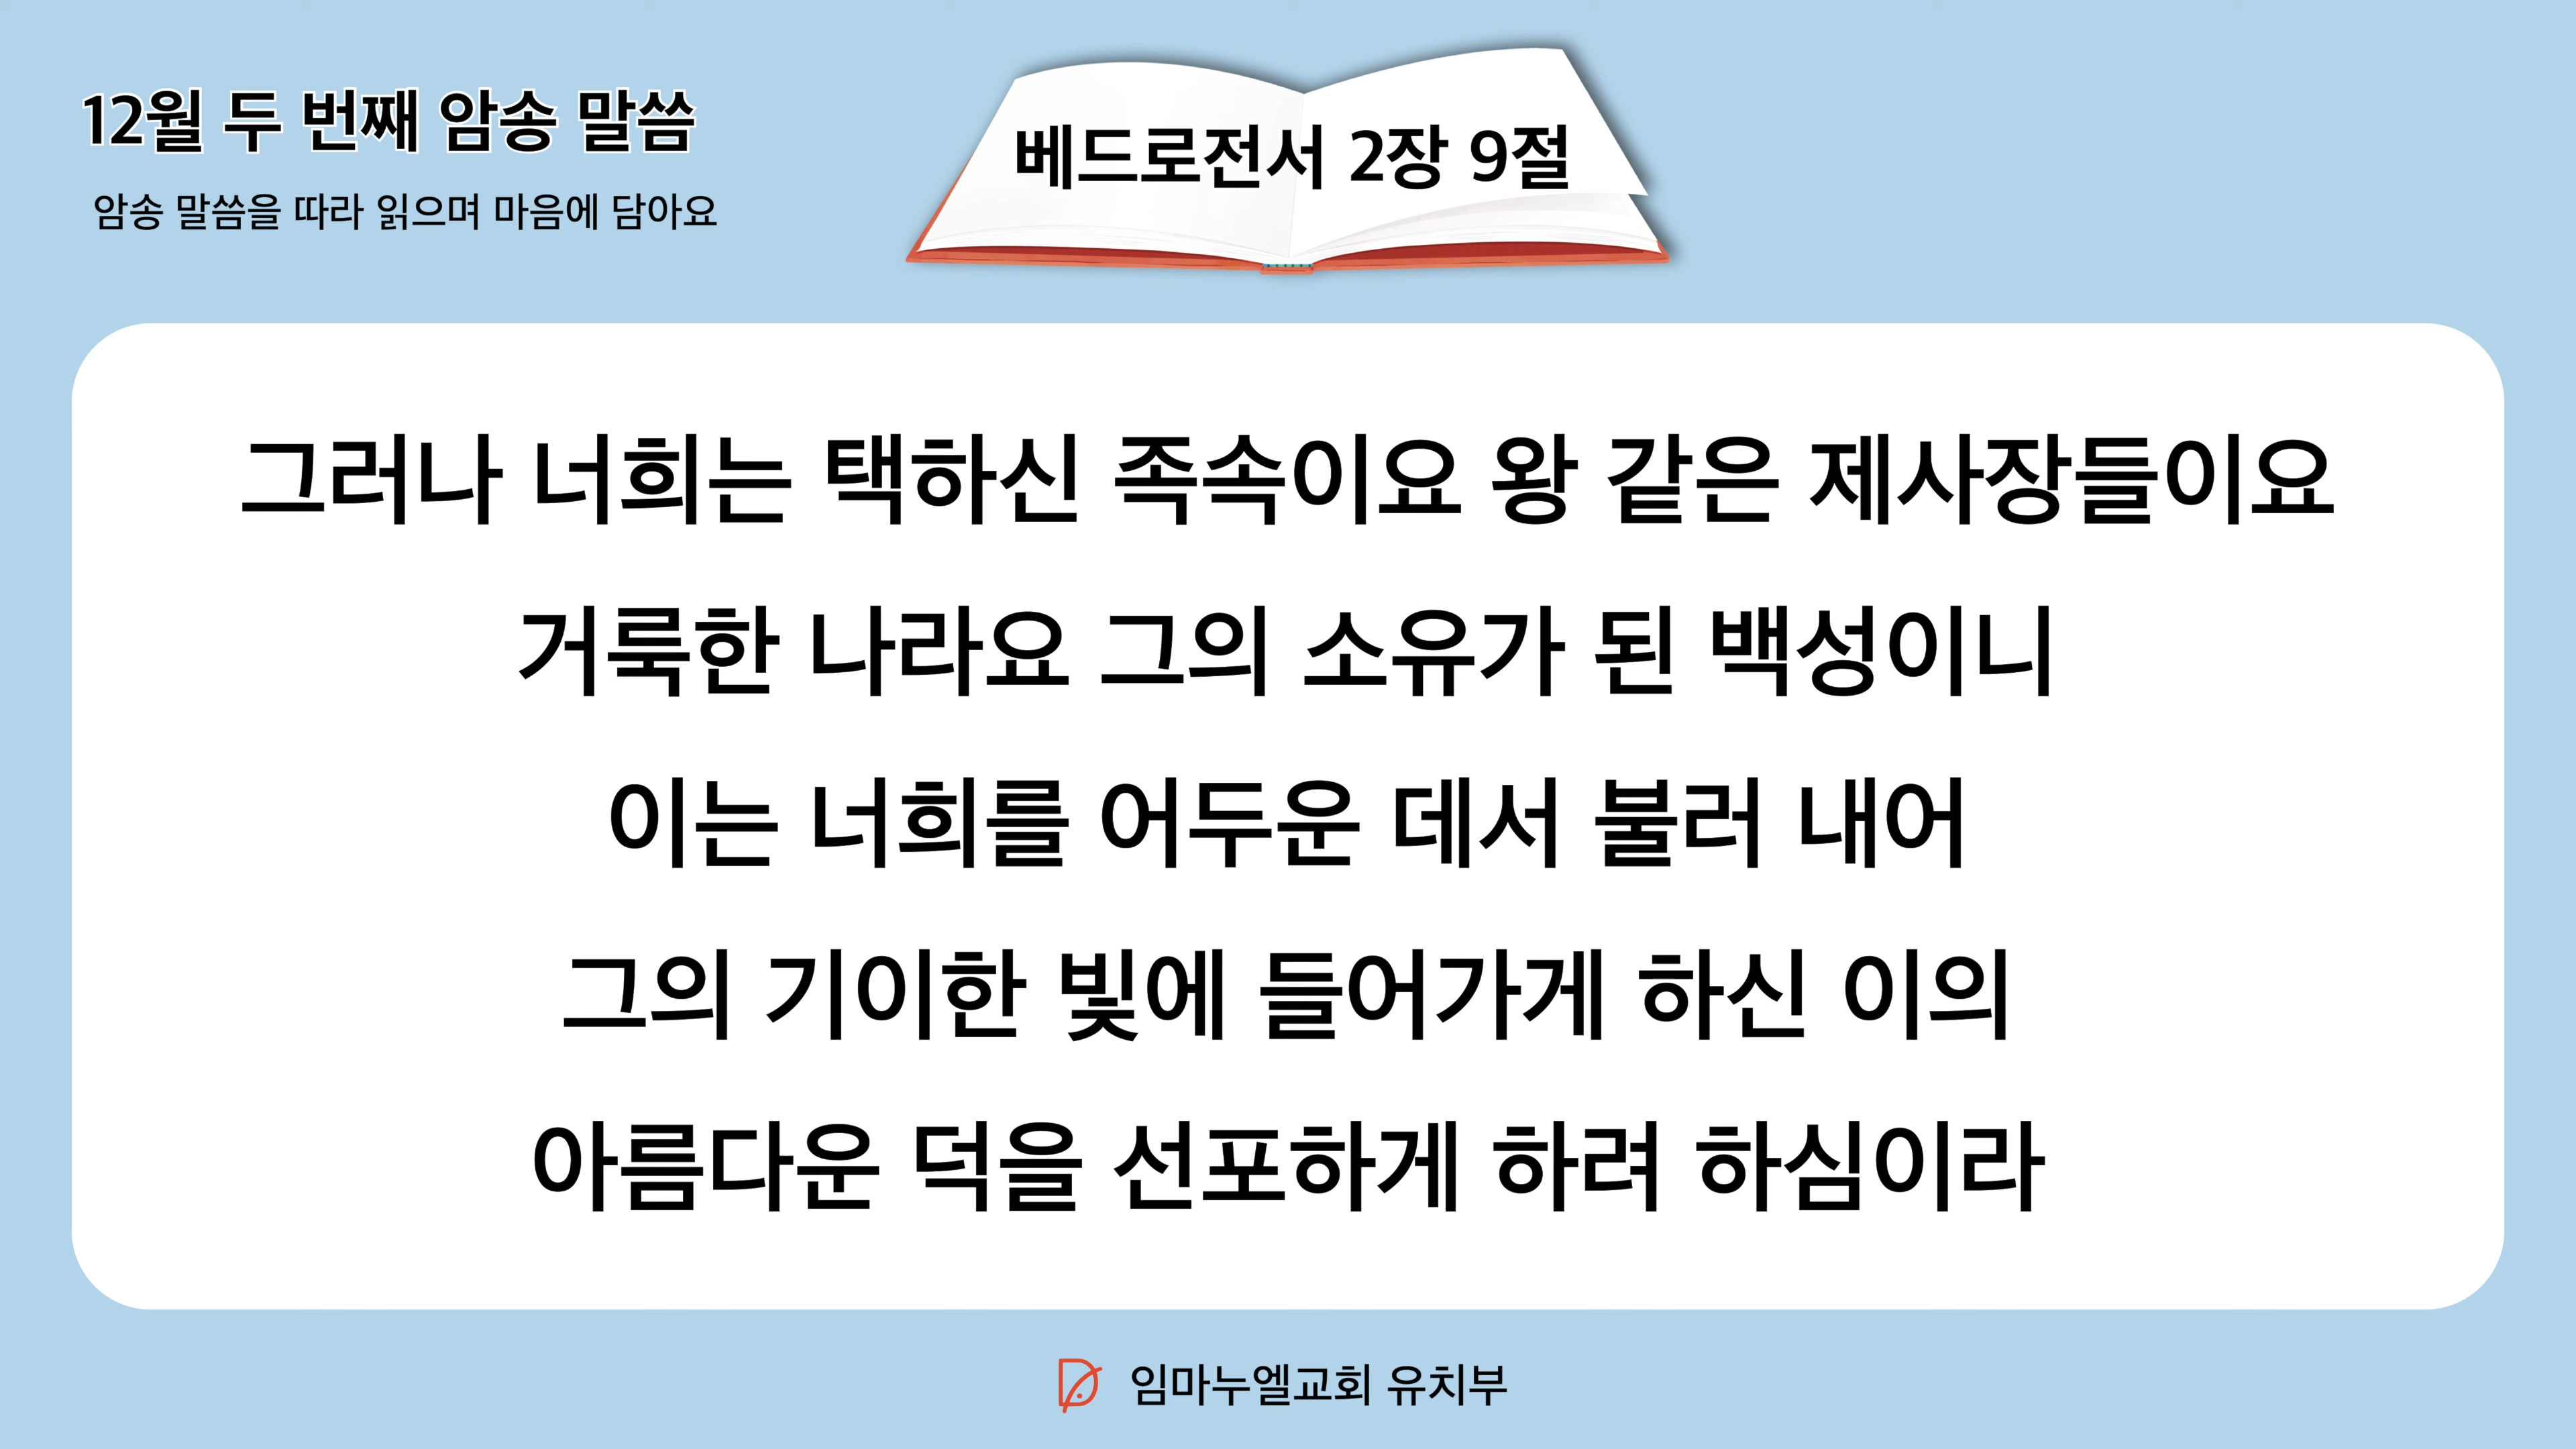 12월 두 번째 암송 말씀
암송 말씀을 따라 읽으며 마음에 담아요
베드로전서 2장 9절
그러나 너희는 택하신 족속이요 왕 같은 제사장들이요
거룩한 나라요 그의 소유가 된 백성이니
이는 너희를 어두운 데서 불러 내어
그의 기이한 빛에 들어가게 하신 이의
아름다운 덕을 선포하게 하려 하심이라
임마누엘교회 유치부